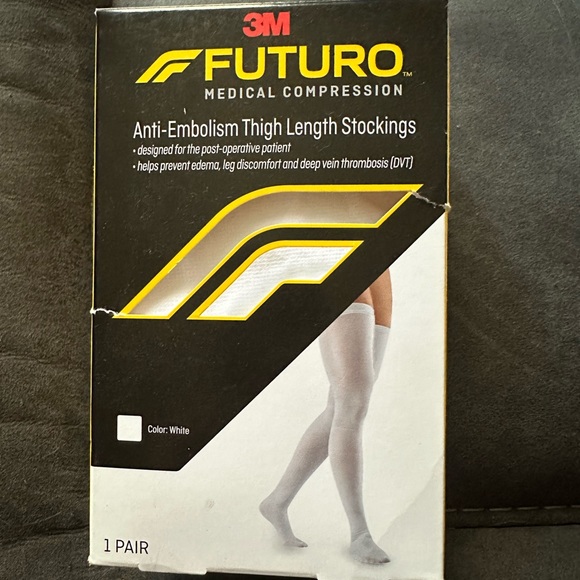 3M
FUTURO™
MEDICAL COMPRESSION
Anti-Embolism Thigh Length Stockings
• designed for the post-operative patient
• helps prevent edema, leg discomfort and deep vein thrombosis (DVT)
Color: White
1 PAIR